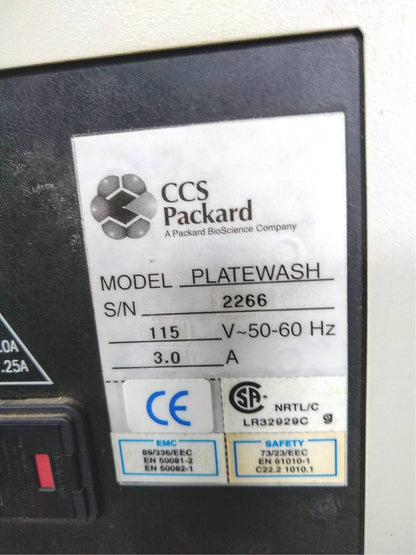 CCS
Packard
A Packard BioScience Company
MODEL PLATEWASH
S/N 2266
115 V~50-60 Hz
3.0 A
.0A
.25A
CE
SA NRTL/C
LR32929C
EMC
89/336/EEC
EN 50081-2
EN 50082-1
SAFETY
73/23/EEC
EN 61010-1
C22.2 1010.1